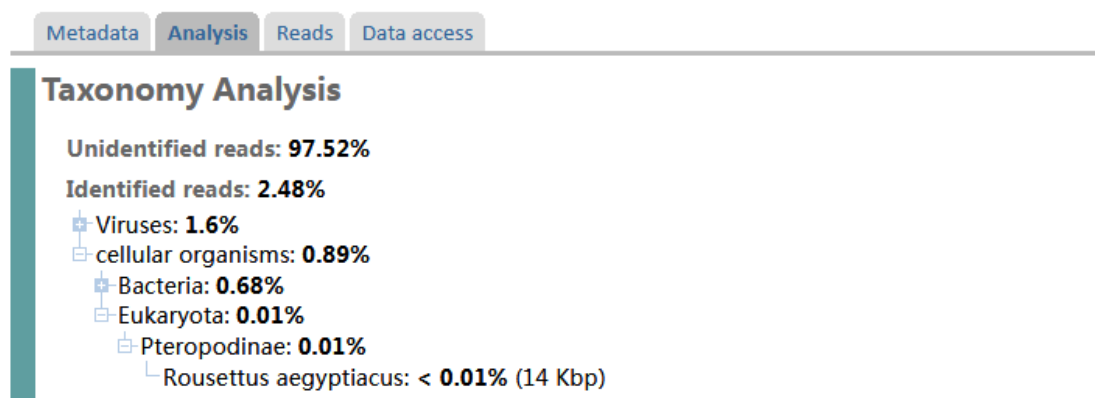 Metadata Analysis Reads Data access
Taxonomy Analysis
Unidentified reads: 97.52%
Identified reads: 2.48%
Viruses: 1.6%
cellular organisms: 0.89%
Bacteria: 0.68%
Eukaryota: 0.01%
Pteropodinae: 0.01%
Rousettus aegyptiacus: < 0.01% (14 Kbp)